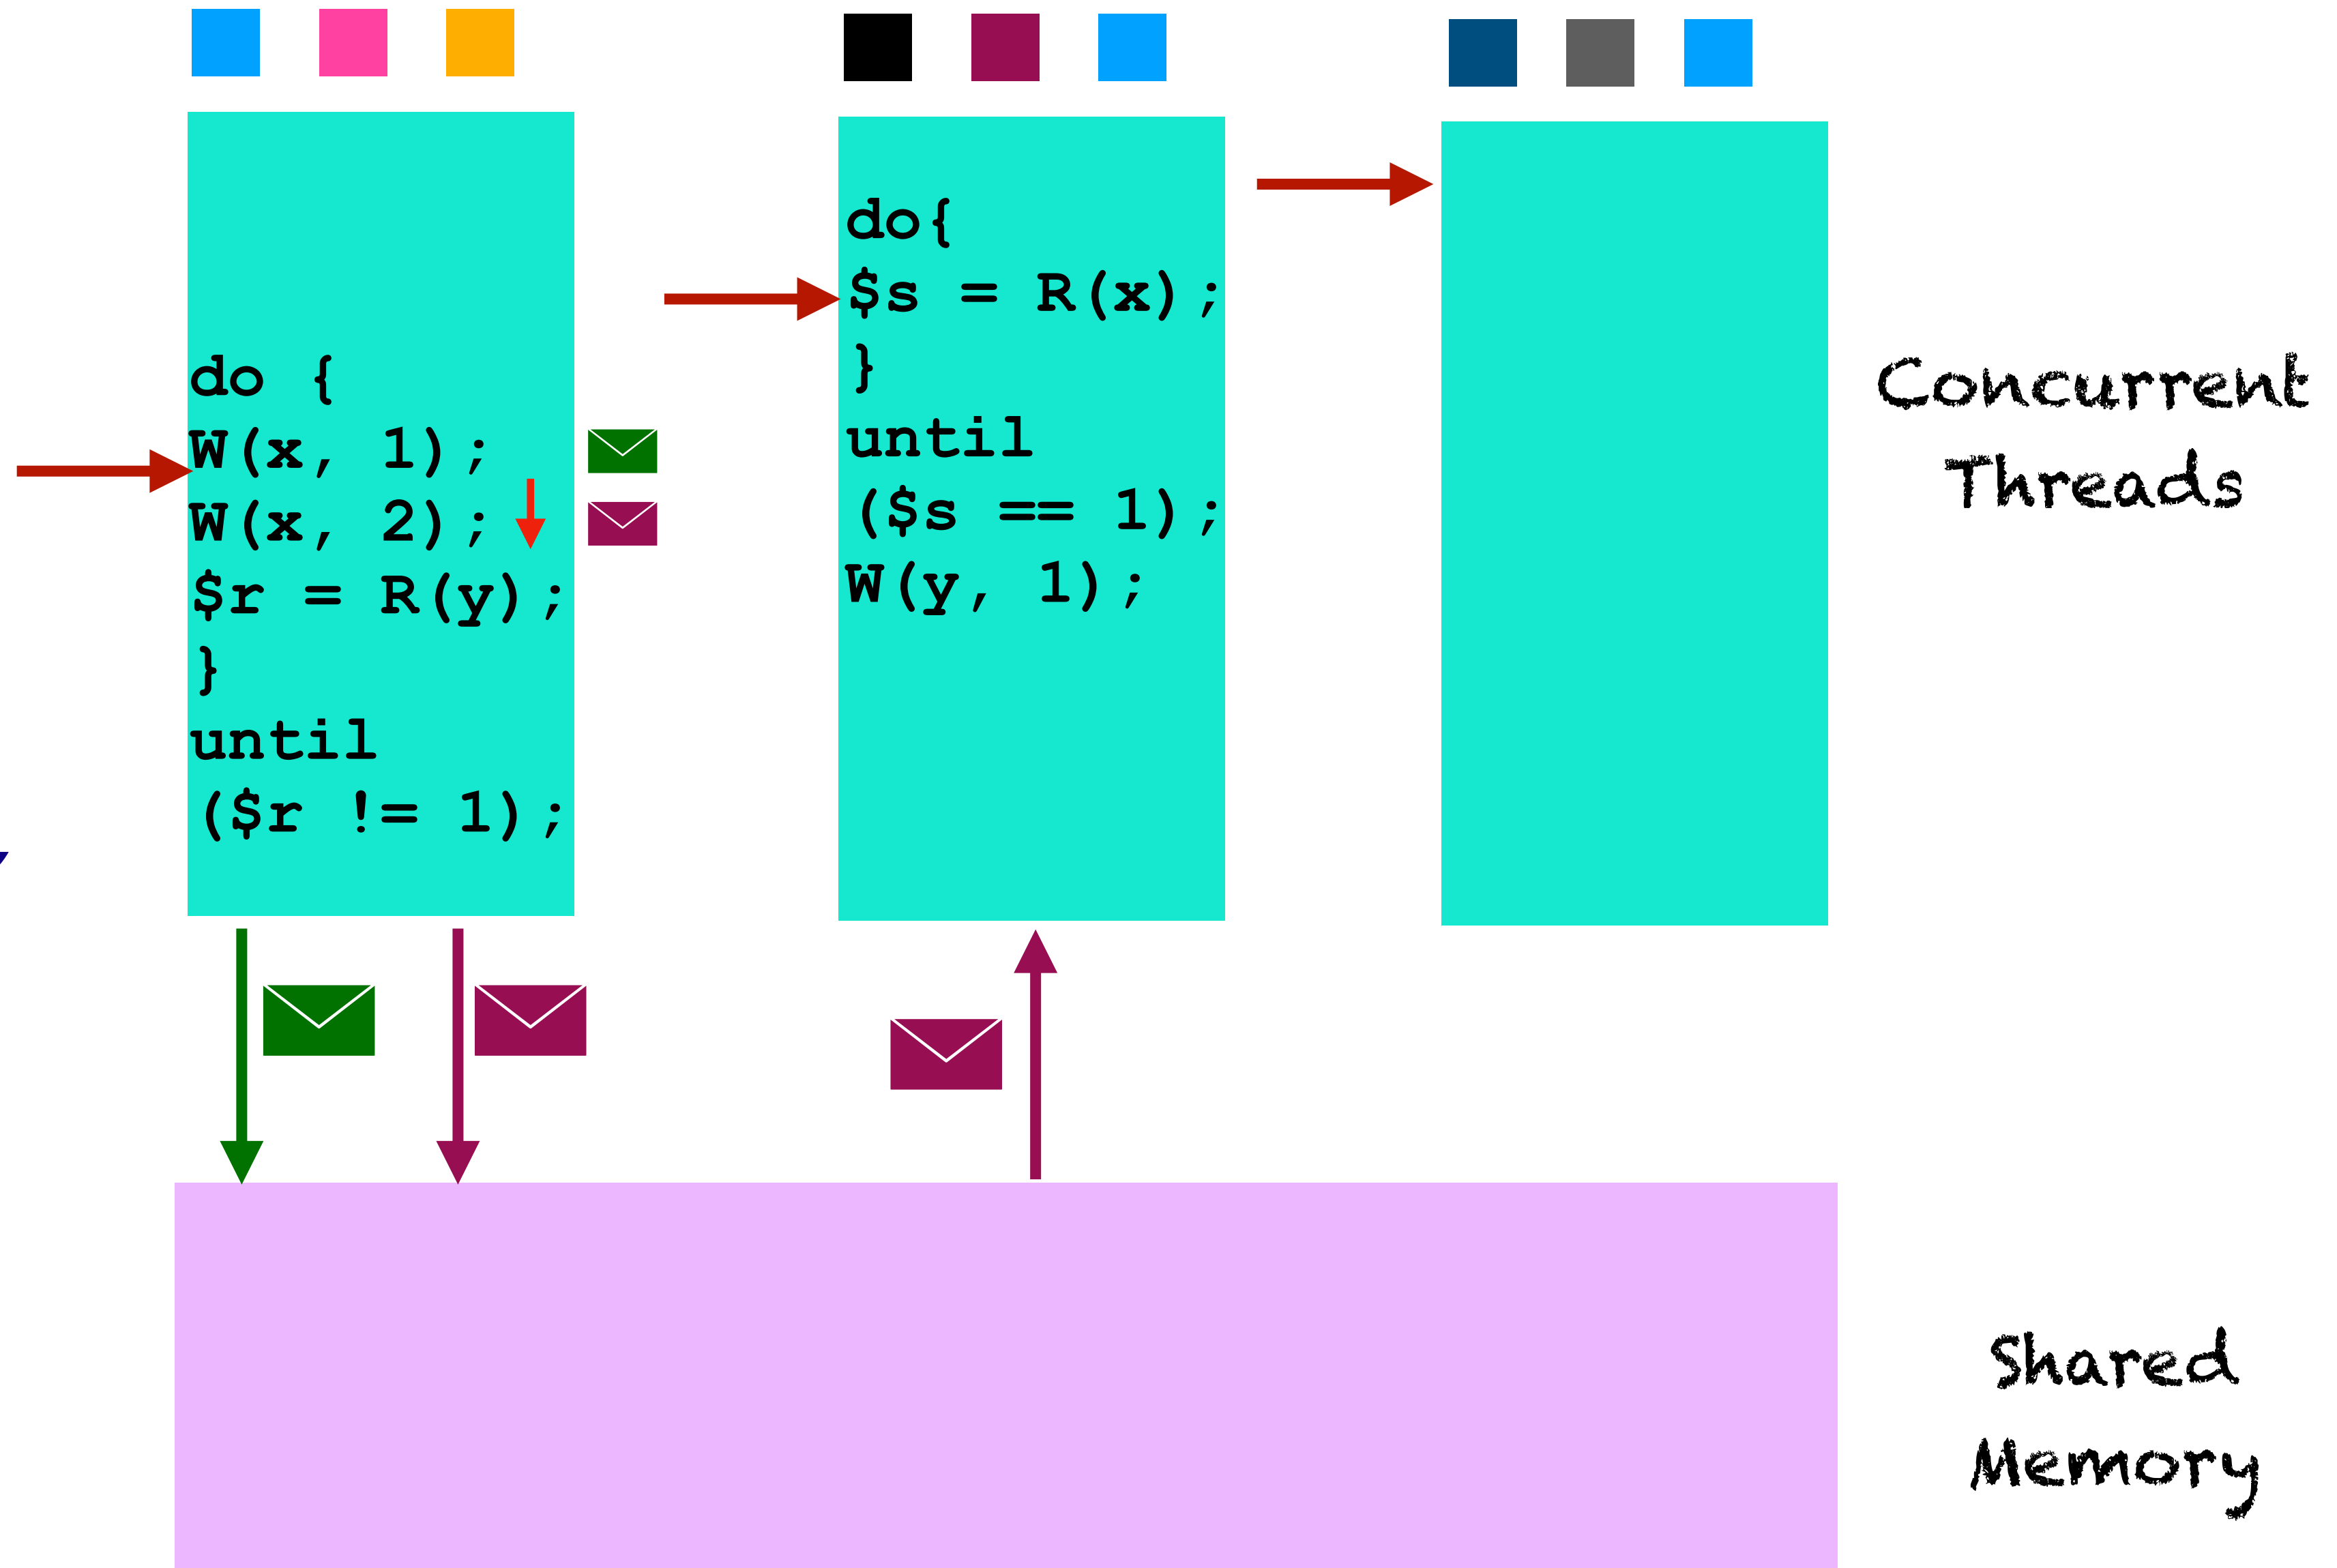 do {
W(x, 1);
W(x, 2);
$r = R(y);
}
until
($r != 1);
do{
$s = R(x);
}
until
($s == 1);
W(y, 1);
Concurrent
Threads
Shared
Memory